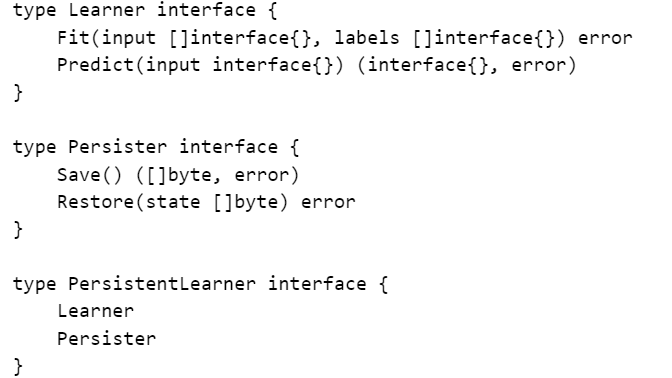 type Learner interface {
    Fit(input []interface{}, labels []interface{}) error
    Predict(input interface{}) (interface{}, error)
}

type Persister interface {
    Save() ([]byte, error)
    Restore(state []byte) error
}

type PersistentLearner interface {
    Learner
    Persister
}